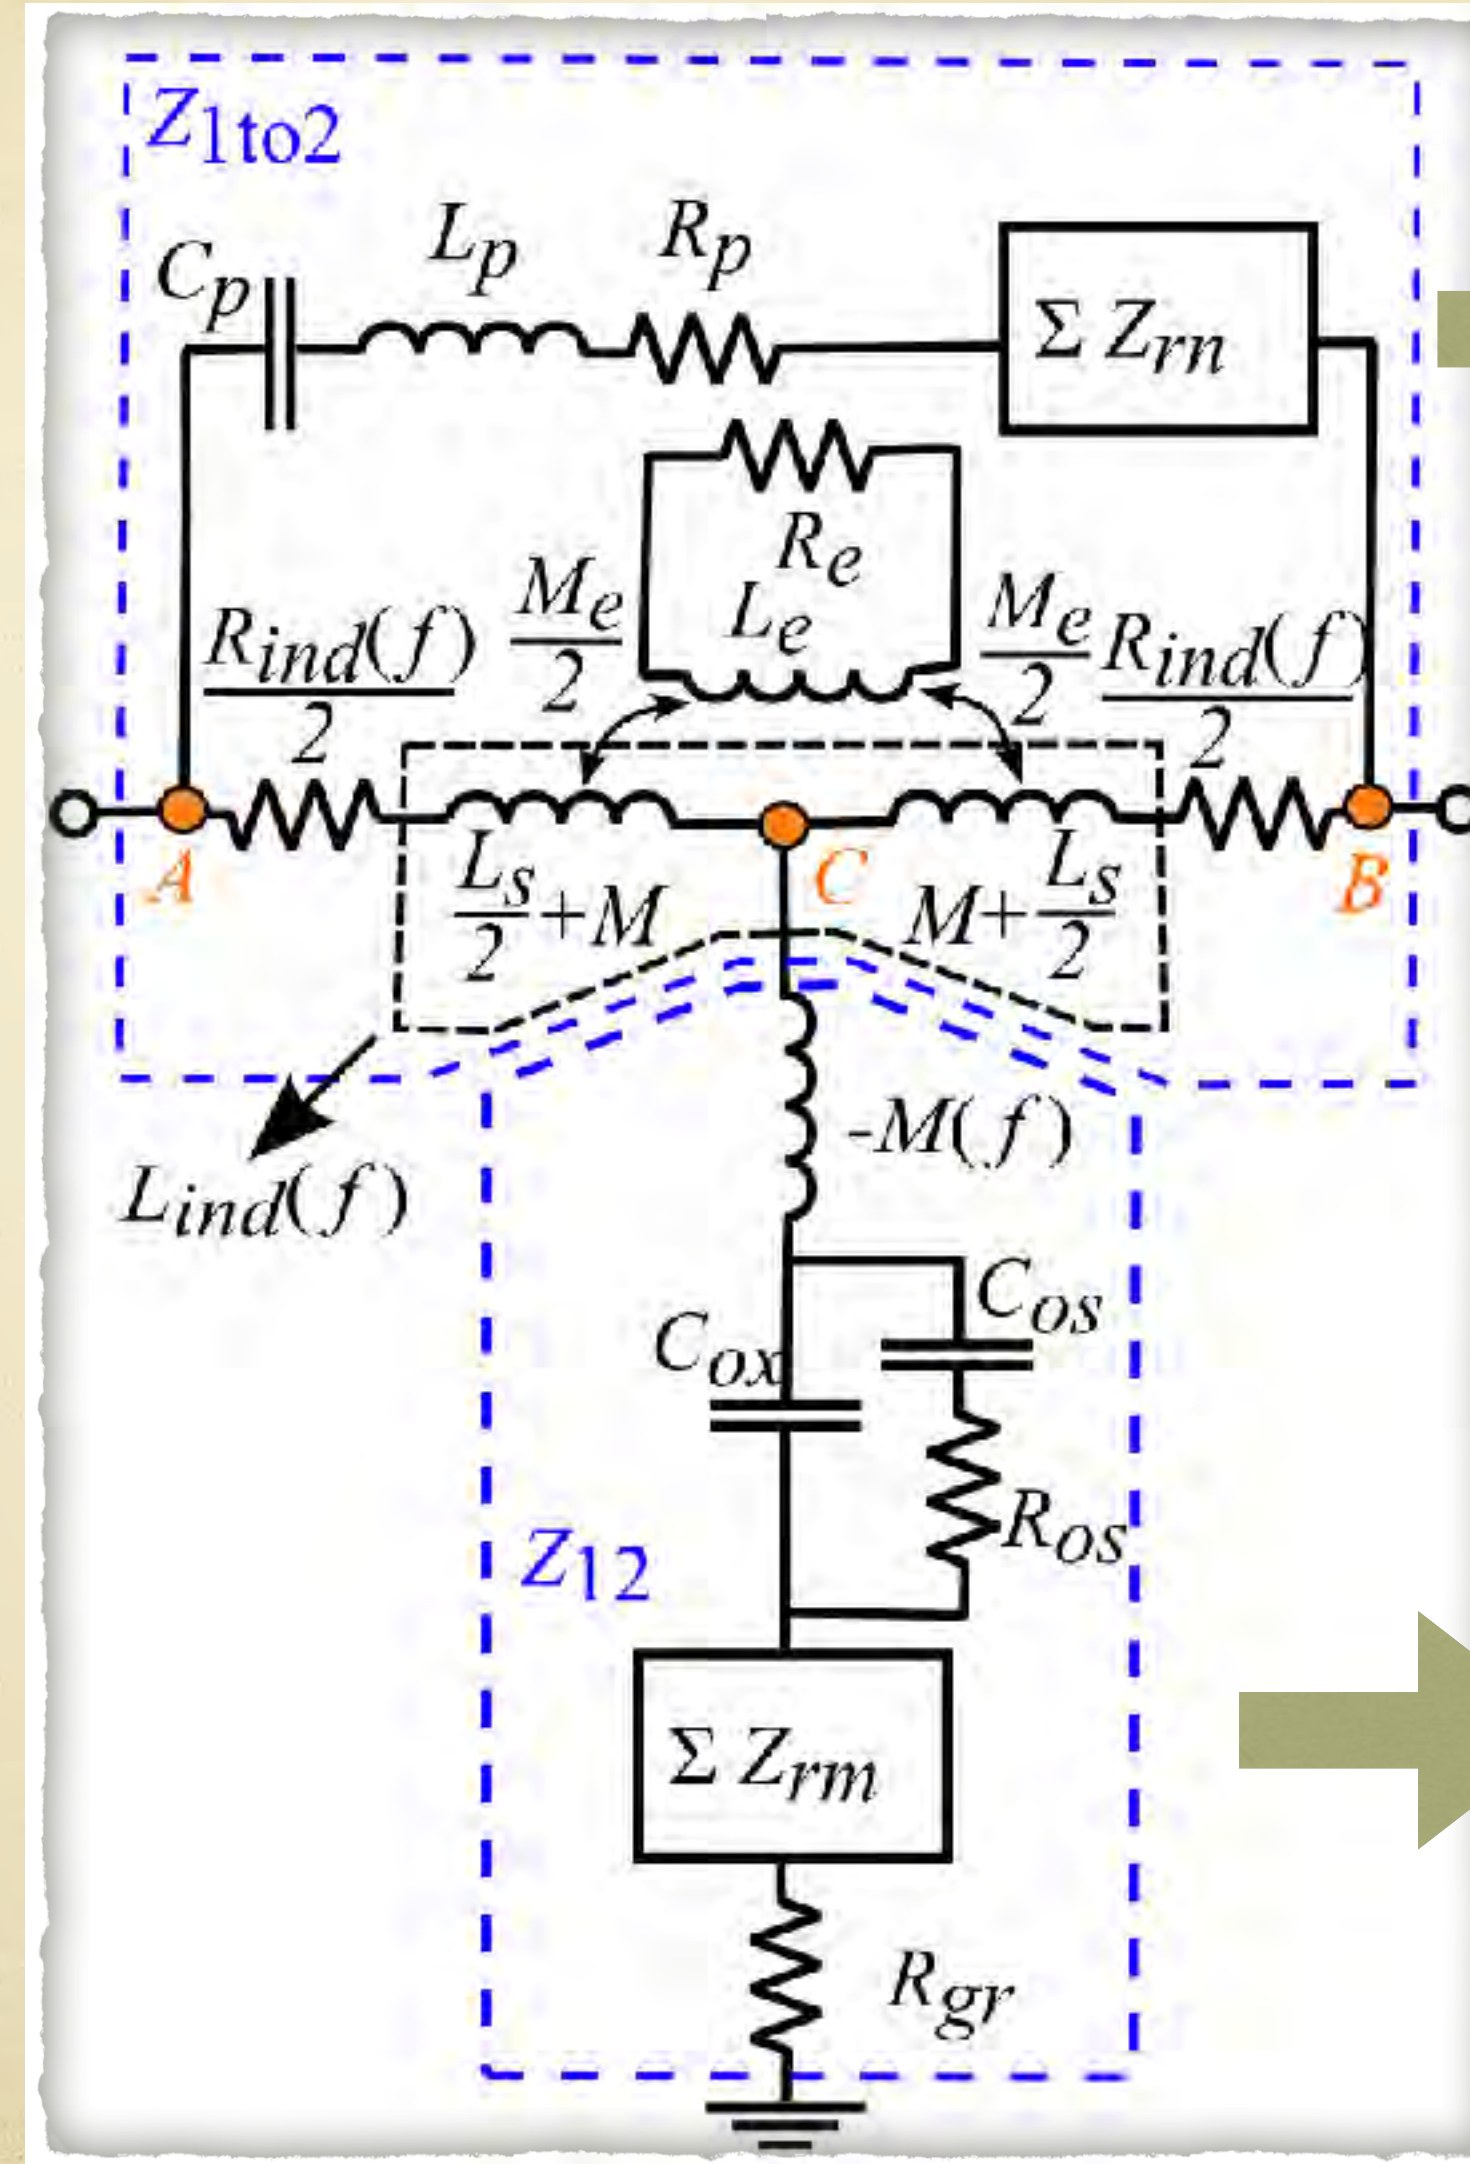 Z1to2
Cp
Lp
Rp
Σ Zrn
Re
Le
Rind(f)/2
Me/2
Me/2
Rind(f)/2
A
Ls/2+M
C
M+Ls/2
B
Lind(f)
-M(f)
Cox
Cos
Ros
Z12
Σ Zrm
Rgr